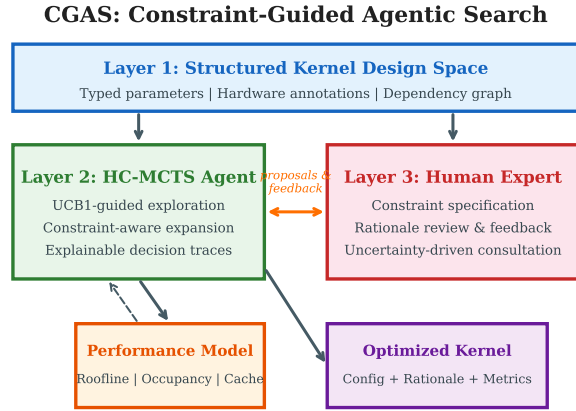 CGAS: Constraint-Guided Agentic Search
Layer 1: Structured Kernel Design Space
Typed parameters | Hardware annotations | Dependency graph
Layer 2: HC-MCTS Agent
UCB1-guided exploration
Constraint-aware expansion
Explainable decision traces
proposals &
feedback
Layer 3: Human Expert
Constraint specification
Rationale review & feedback
Uncertainty-driven consultation
Performance Model
Roofline | Occupancy | Cache
Optimized Kernel
Config + Rationale + Metrics